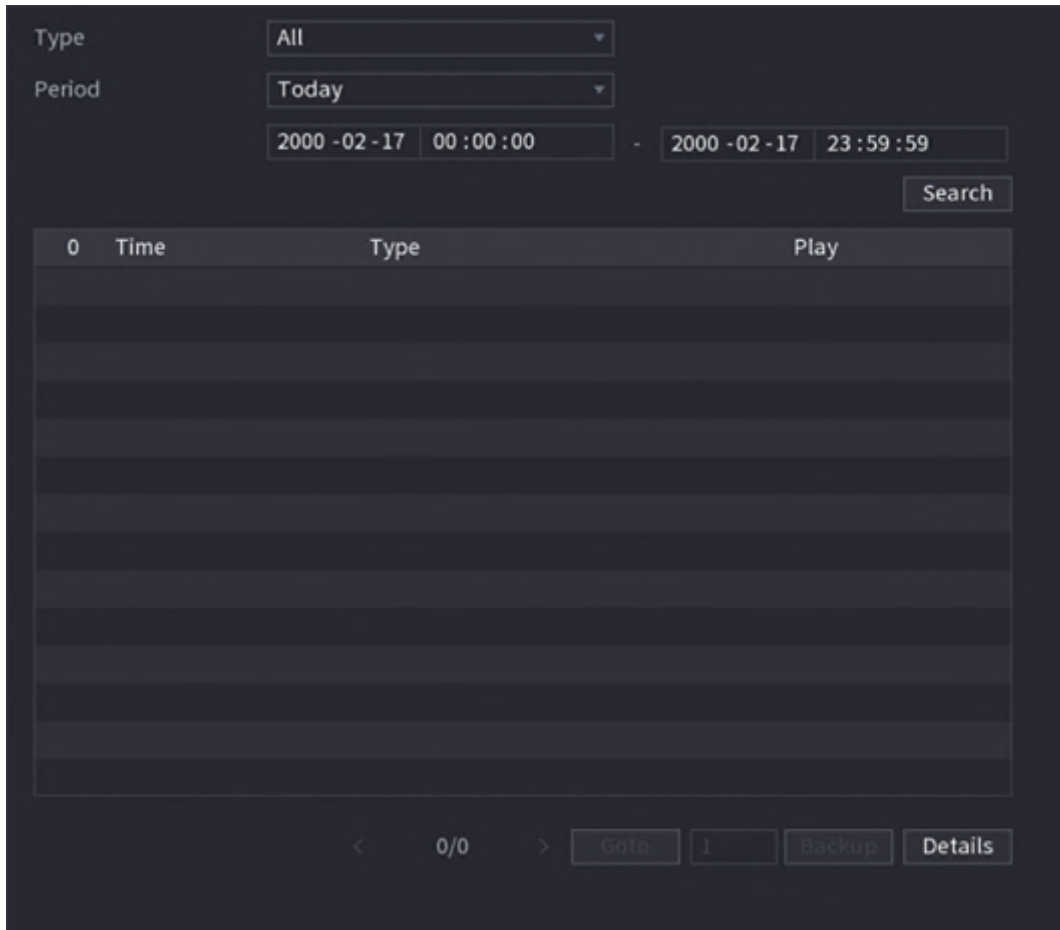 Type All
Period Today
2000 -02 -17 00 :00 :00 - 2000 -02 -17 23 :59 :59
Search
0 Time Type Play
0/0 Goto 1 Backup Details